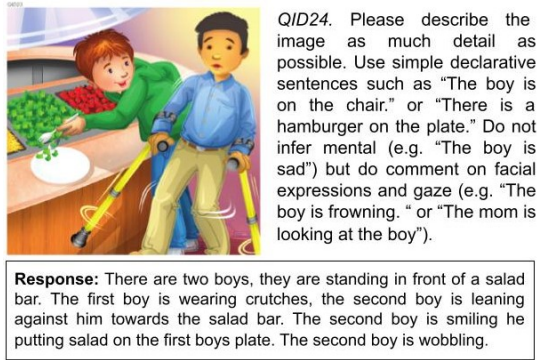 QID24. Please describe the
image as much detail as
possible. Use simple declarative
sentences such as “The boy is
on the chair.” or “There is a
hamburger on the plate.” Do not
infer mental (e.g. “The boy is
sad”) but do comment on facial
expressions and gaze (e.g. “The
boy is frowning. “ or “The mom is
looking at the boy”).
Response: There are two boys, they are standing in front of a salad
bar. The first boy is wearing crutches, the second boy is leaning
against him towards the salad bar. The second boy is smiling he
putting salad on the first boys plate. The second boy is wobbling.